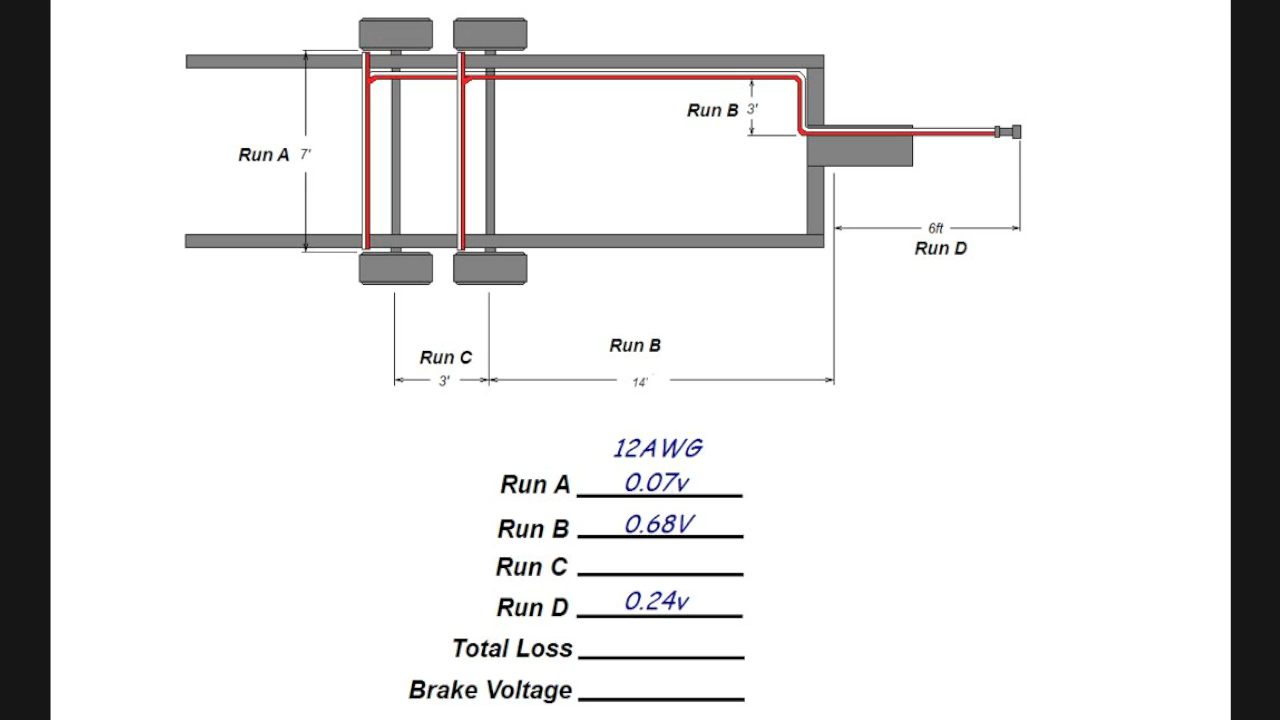 Run B 3'
Run A 7'
6ft
Run D
Run B
Run C
3'
14'
12AWG
Run A 0.07v
Run B 0.68V
Run C
Run D 0.24v
Total Loss
Brake Voltage